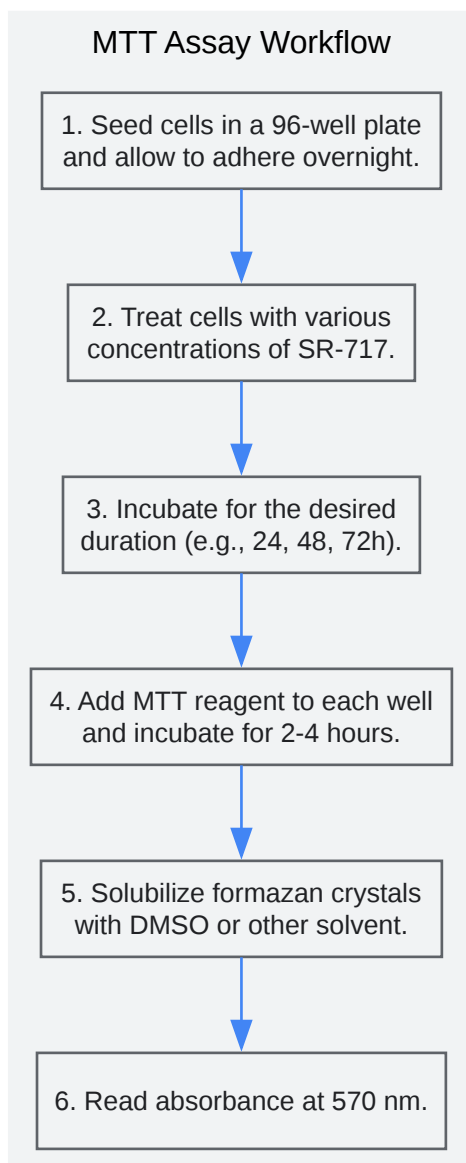 MTT Assay Workflow
1. Seed cells in a 96-well plate
and allow to adhere overnight.
2. Treat cells with various
concentrations of SR-717.
3. Incubate for the desired
duration (e.g., 24, 48, 72h).
4. Add MTT reagent to each well
and incubate for 2-4 hours.
5. Solubilize formazan crystals
with DMSO or other solvent.
6. Read absorbance at 570 nm.